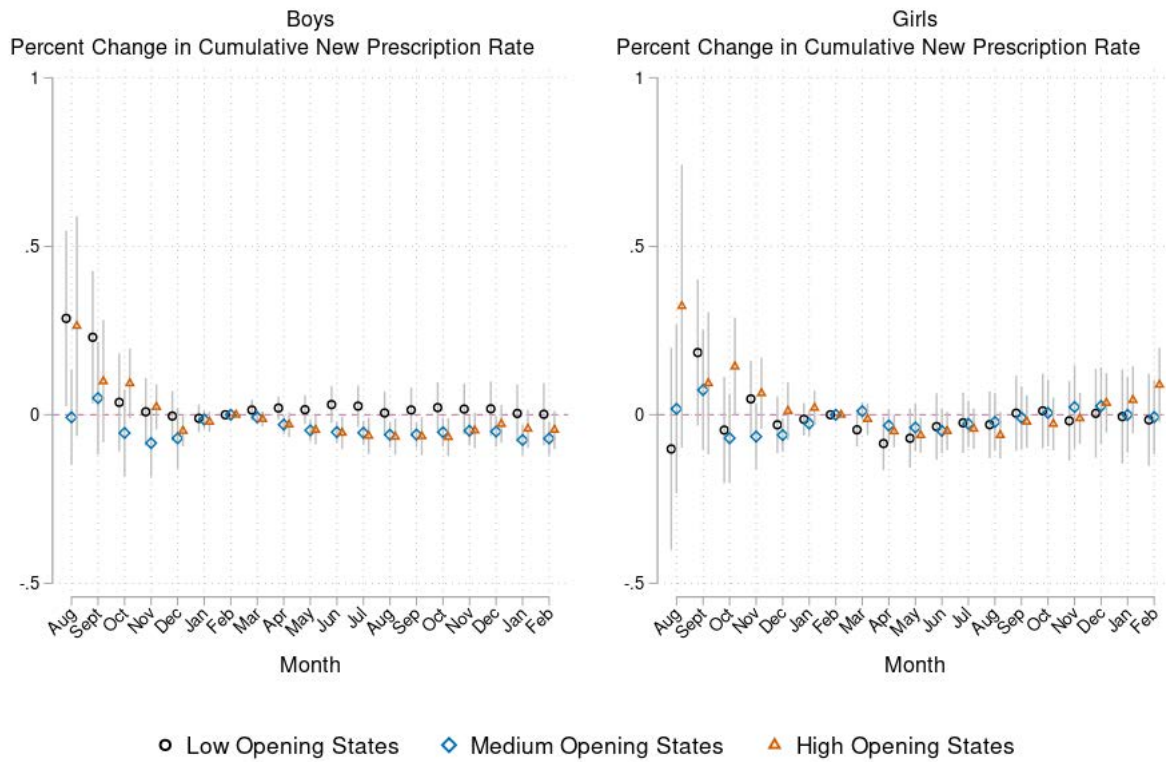 Boys
Percent Change in Cumulative New Prescription Rate
1
.5
0
-.5
Aug Sept Oct Nov Dec Jan Feb Mar Apr May Jun Jul Aug Sep Oct Nov Dec Jan Feb
Month
Girls
Percent Change in Cumulative New Prescription Rate
1
.5
0
-.5
Aug Sept Oct Nov Dec Jan Feb Mar Apr May Jun Jul Aug Sep Oct Nov Dec Jan Feb
Month
Low Opening States Medium Opening States High Opening States